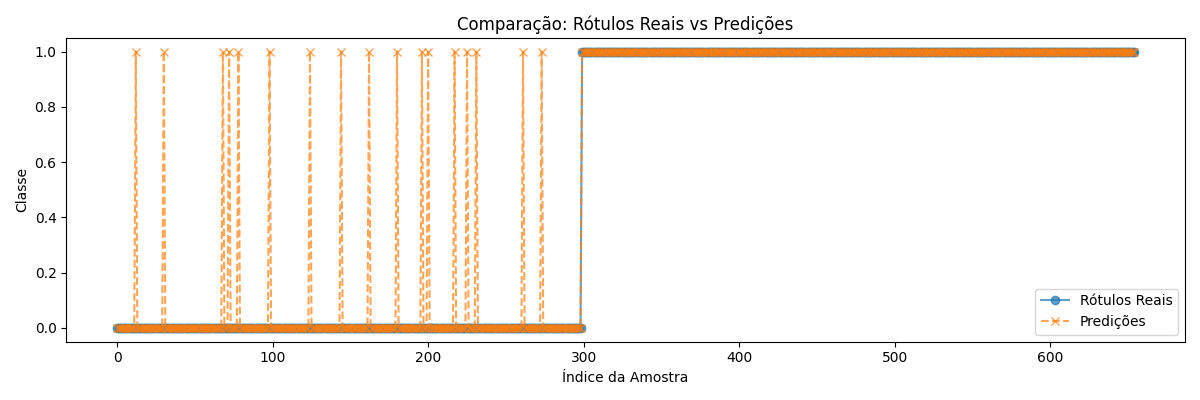 Comparação: Rótulos Reais vs Predições
Classe
1.0
0.8
0.6
0.4
0.2
0.0
Rótulos Reais
Predições
0 100 200 300 400 500 600
Índice da Amostra